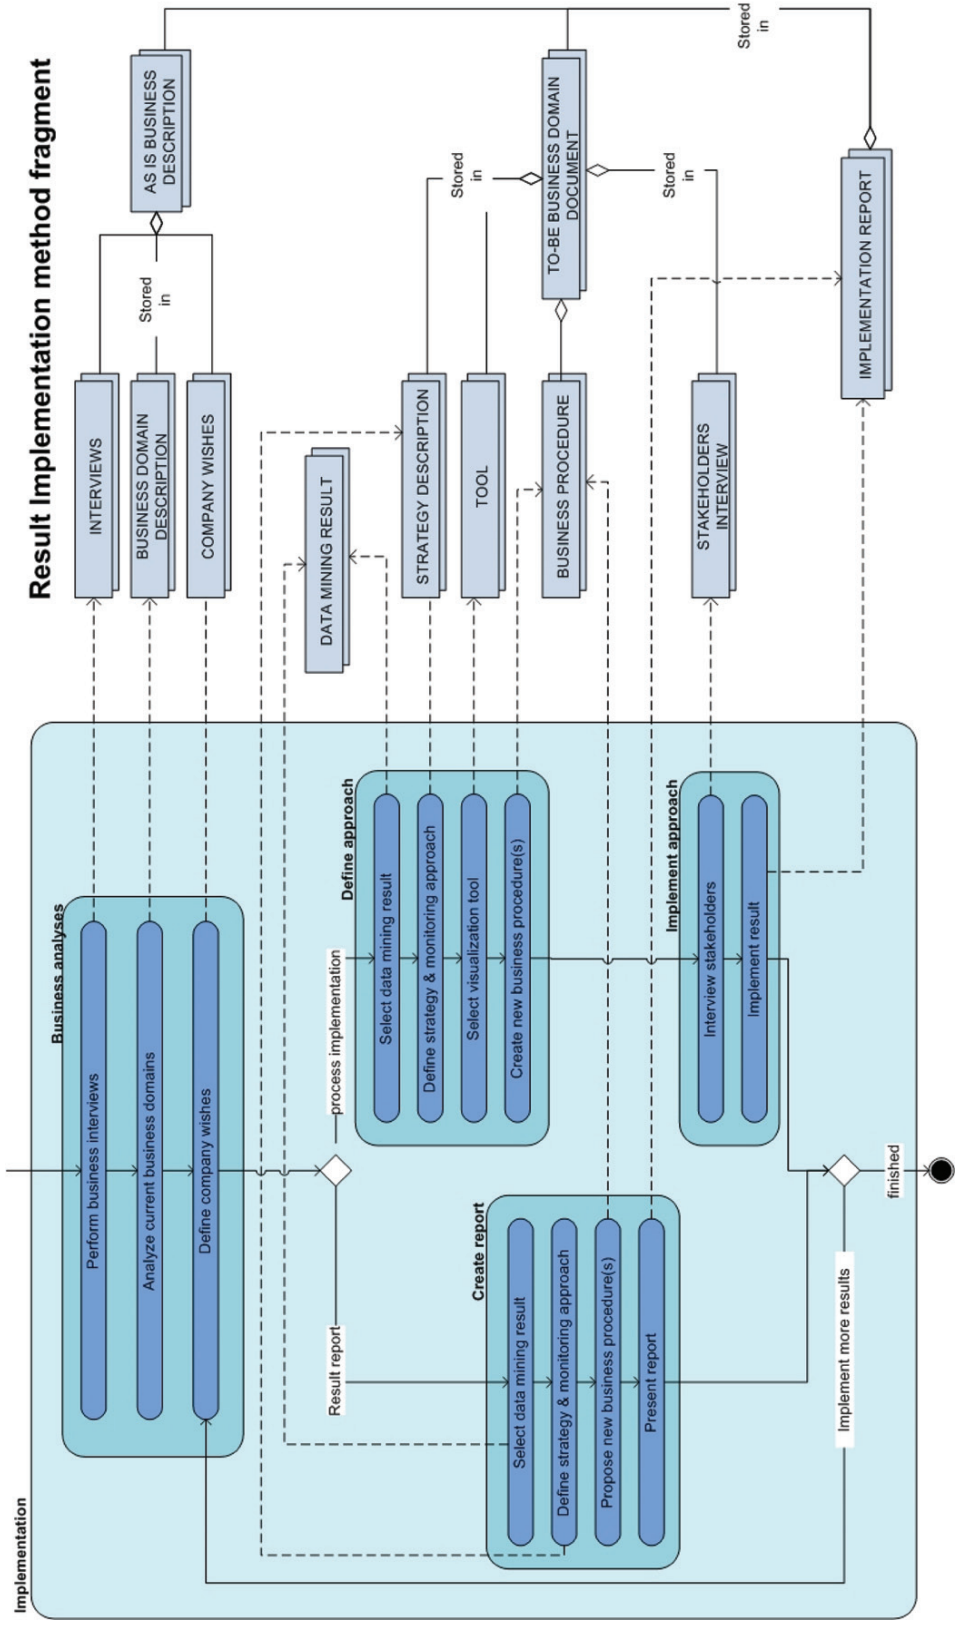 Result Implementation method fragment
Implementation
Business analyses
Perform business interviews
Analyze current business domains
Define company wishes
Result report
process implementation
Create report
Select data mining result
Define strategy & monitoring approach
Propose new business procedure(s)
Present report
Define approach
Select data mining result
Define strategy & monitoring approach
Select visualization tool
Create new business procedure(s)
Implement approach
Interview stakeholders
Implement result
Implement more results
finished
INTERVIEWS
BUSINESS DOMAIN
DESCRIPTION
COMPANY WISHES
DATA MINING RESULT
STRATEGY DESCRIPTION
TOOL
BUSINESS PROCEDURE
STAKEHOLDERS
INTERVIEW
IMPLEMENTATION REPORT
Stored
in
AS IS BUSINESS
DESCRIPTION
Stored
in
TO-BE BUSINESS DOMAIN
DOCUMENT
Stored
in
Stored
in